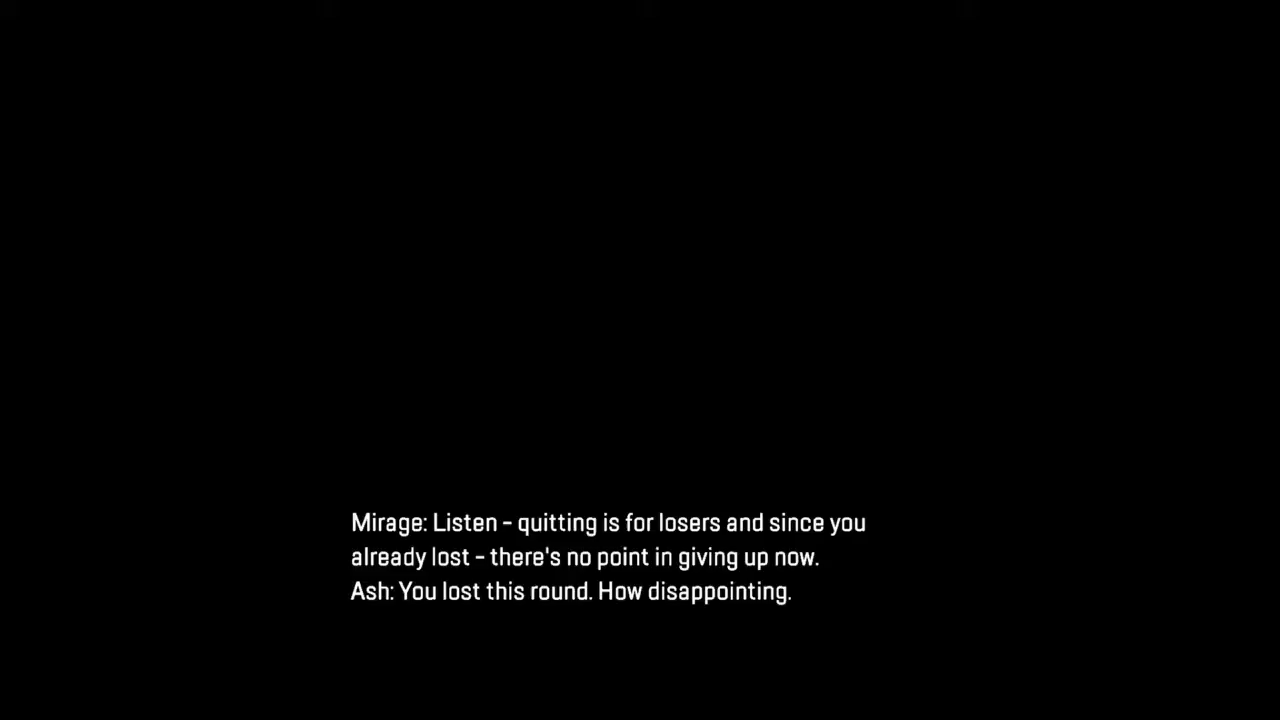 Mirage: Listen - quitting is for losers and since you
already lost - there's no point in giving up now.
Ash: You lost this round. How disappointing.